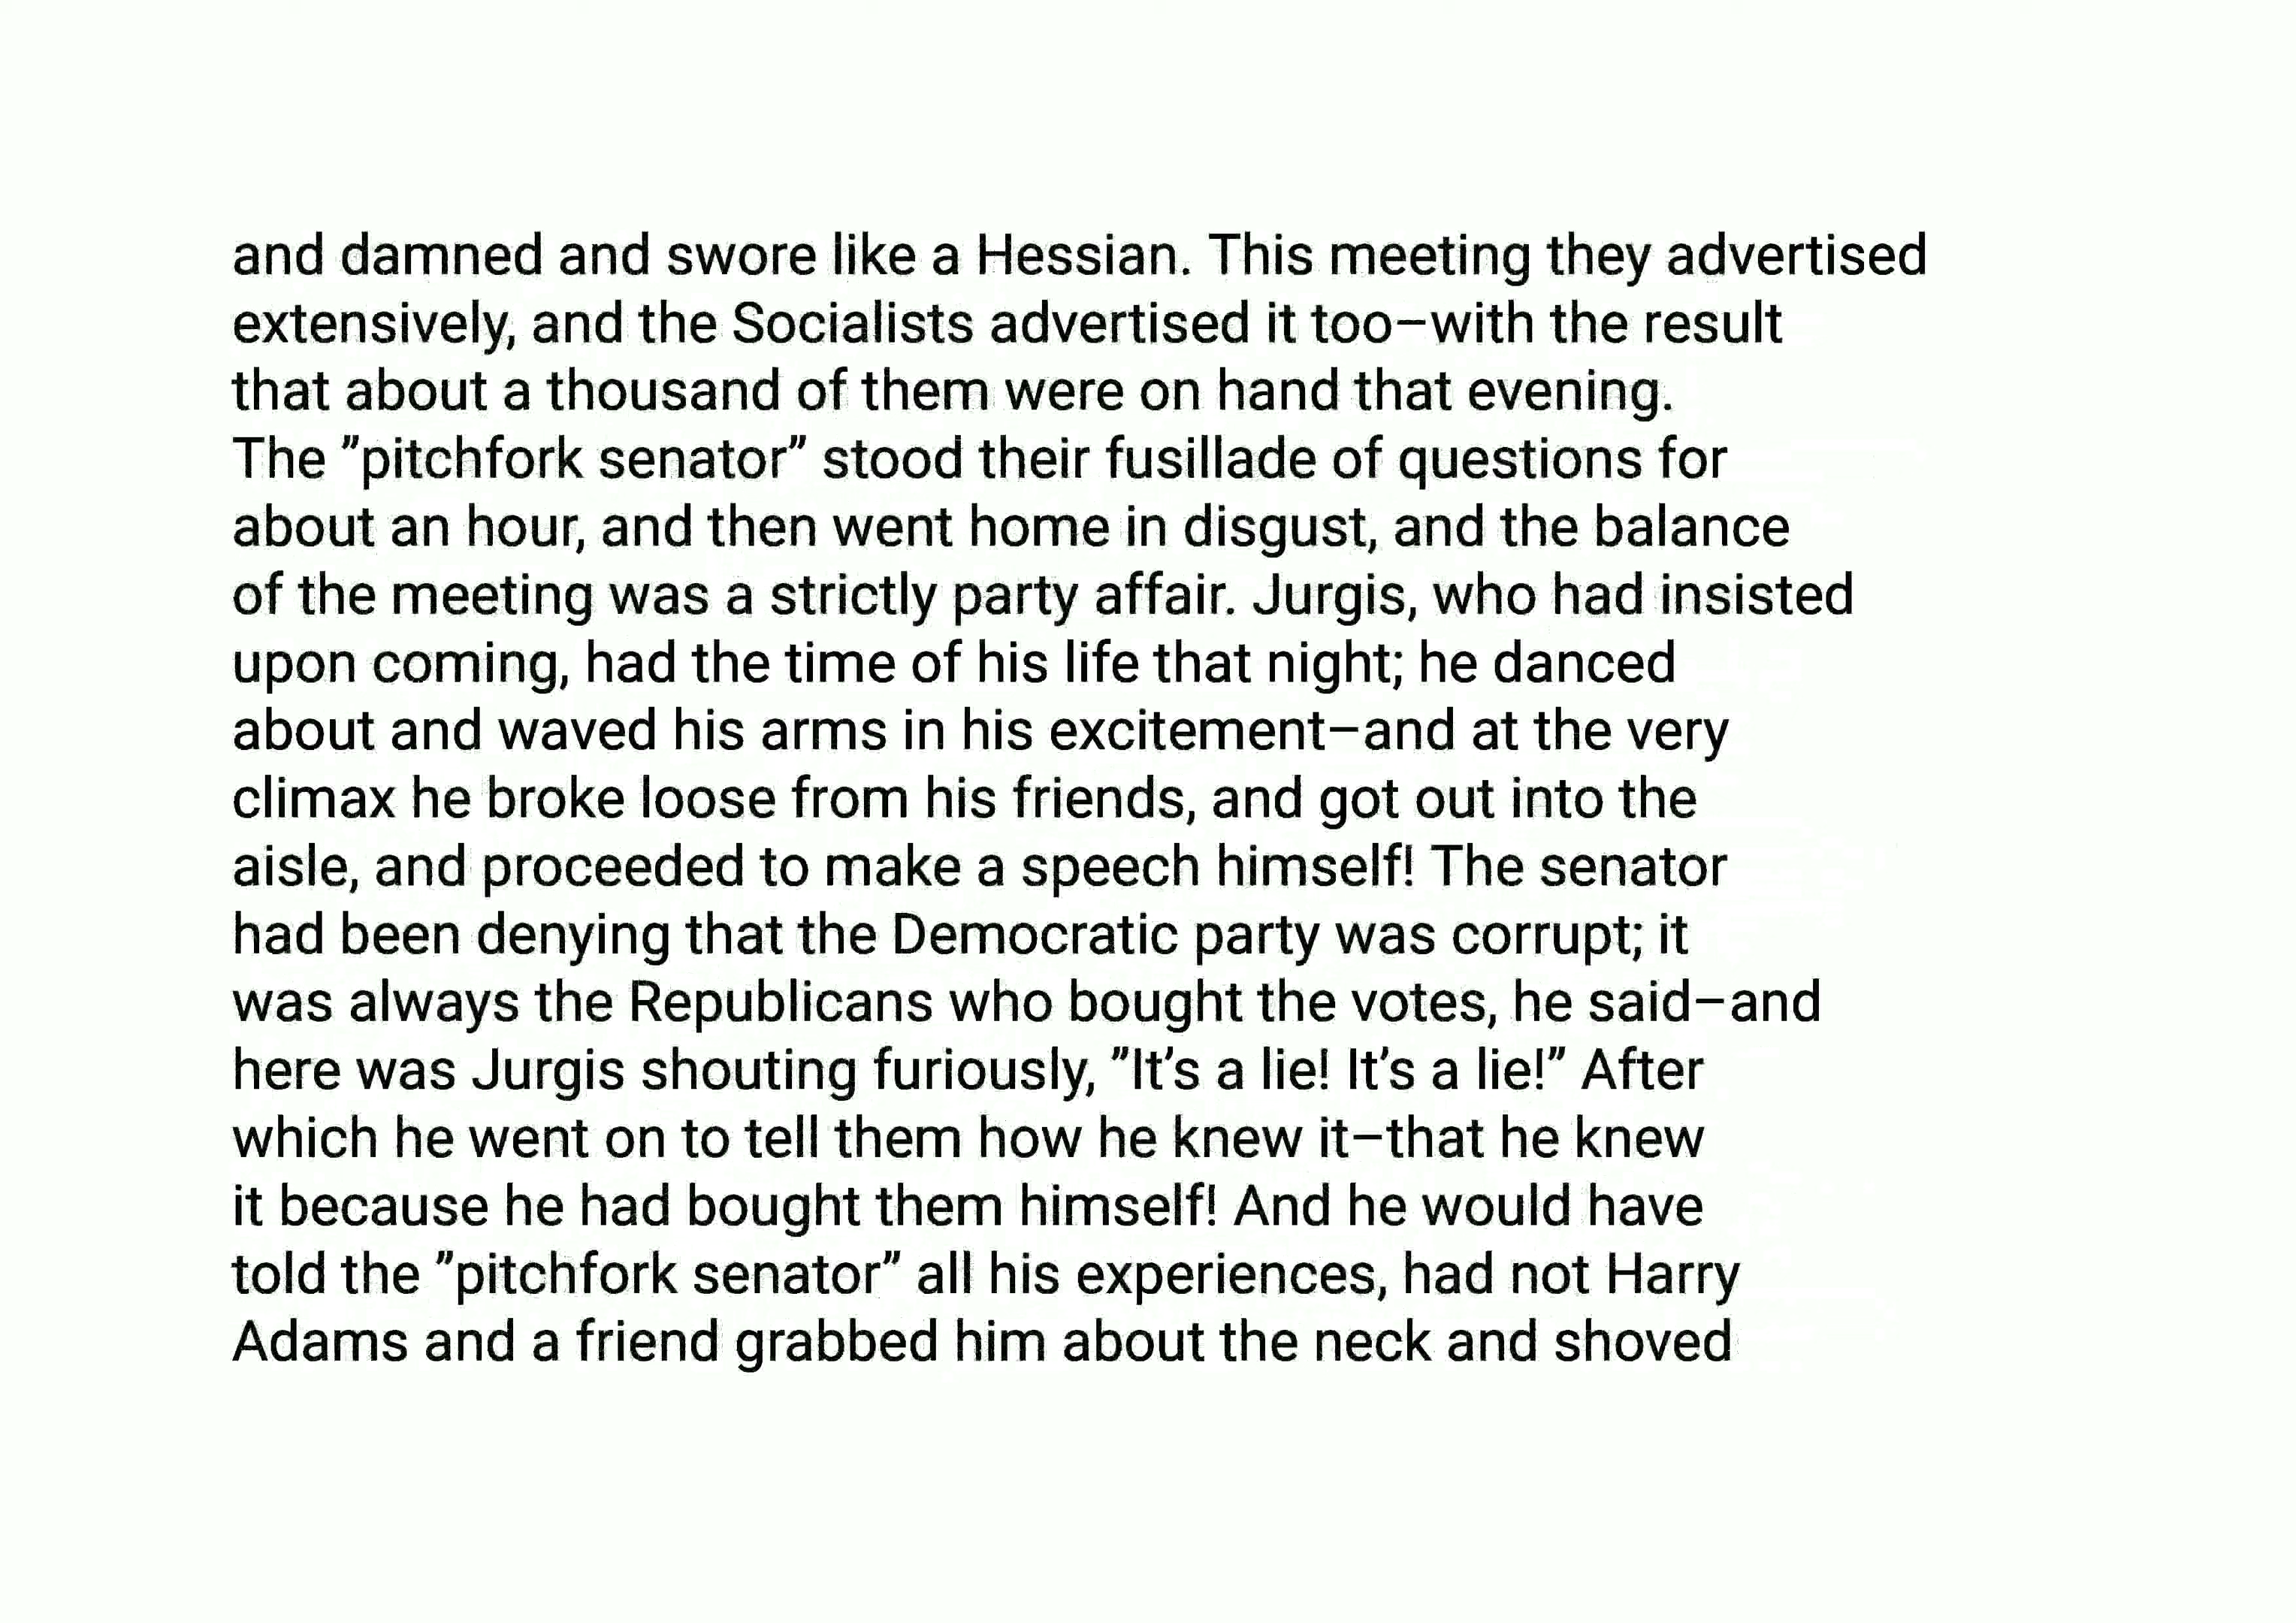 and damned and swore like a Hessian. This meeting they advertised
extensively, and the Socialists advertised it too–with the result
that about a thousand of them were on hand that evening.
The ”pitchfork senator” stood their fusillade of questions for
about an hour, and then went home in disgust, and the balance
of the meeting was a strictly party affair. Jurgis, who had insisted
upon coming, had the time of his life that night; he danced
about and waved his arms in his excitement–and at the very
climax he broke loose from his friends, and got out into the
aisle, and proceeded to make a speech himself! The senator
had been denying that the Democratic party was corrupt; it
was always the Republicans who bought the votes, he said–and
here was Jurgis shouting furiously, ”It’s a lie! It’s a lie!” After
which he went on to tell them how he knew it–that he knew
it because he had bought them himself! And he would have
told the ”pitchfork senator” all his experiences, had not Harry
Adams and a friend grabbed him about the neck and shoved